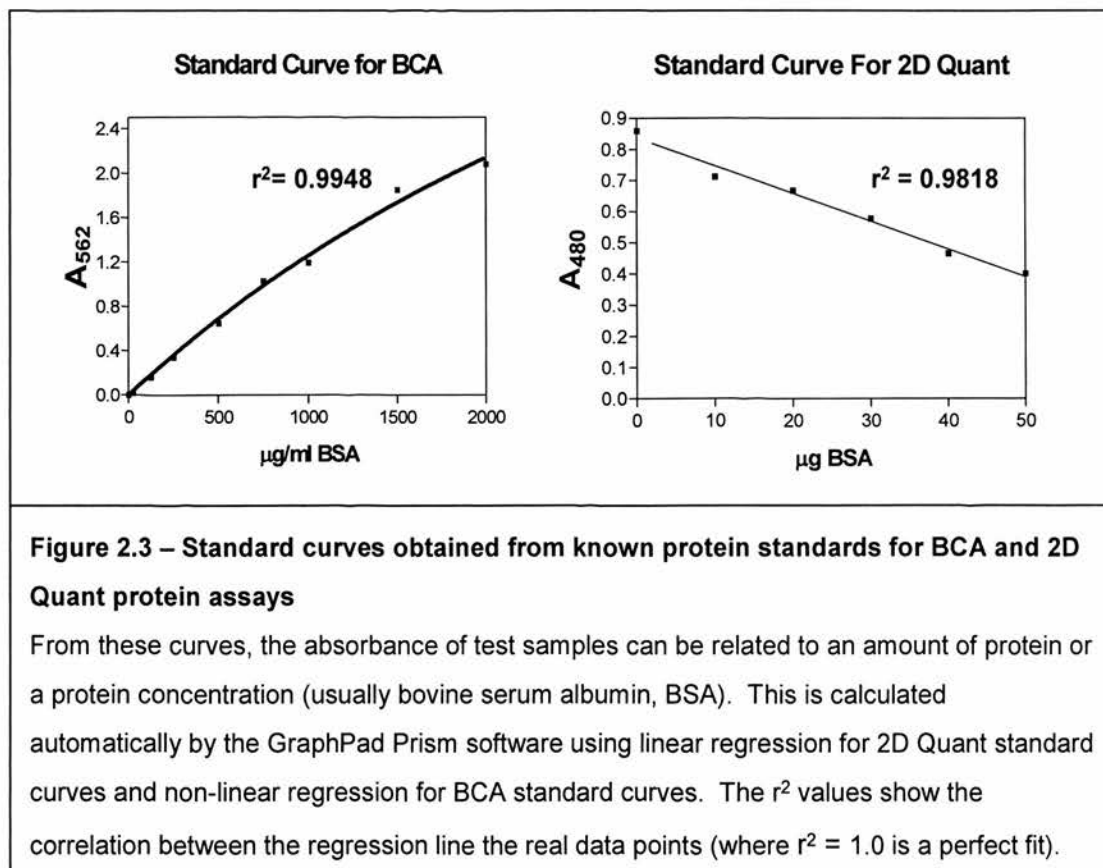 Standard Curve for BCA
2.4
2.0
1.6
1.2
0.8
0.4
0.0
A562
r² = 0.9948
0 500 1000 1500 2000
µg/ml BSA
Standard Curve For 2D Quant
0.9
0.8
0.7
0.6
0.5
0.4
0.3
0.2
0.1
0.0
A480
r² = 0.9818
0 10 20 30 40 50
µg BSA
Figure 2.3 – Standard curves obtained from known protein standards for BCA and 2D
Quant protein assays
From these curves, the absorbance of test samples can be related to an amount of protein or
a protein concentration (usually bovine serum albumin, BSA). This is calculated
automatically by the GraphPad Prism software using linear regression for 2D Quant standard
curves and non-linear regression for BCA standard curves. The r² values show the
correlation between the regression line the real data points (where r² = 1.0 is a perfect fit).